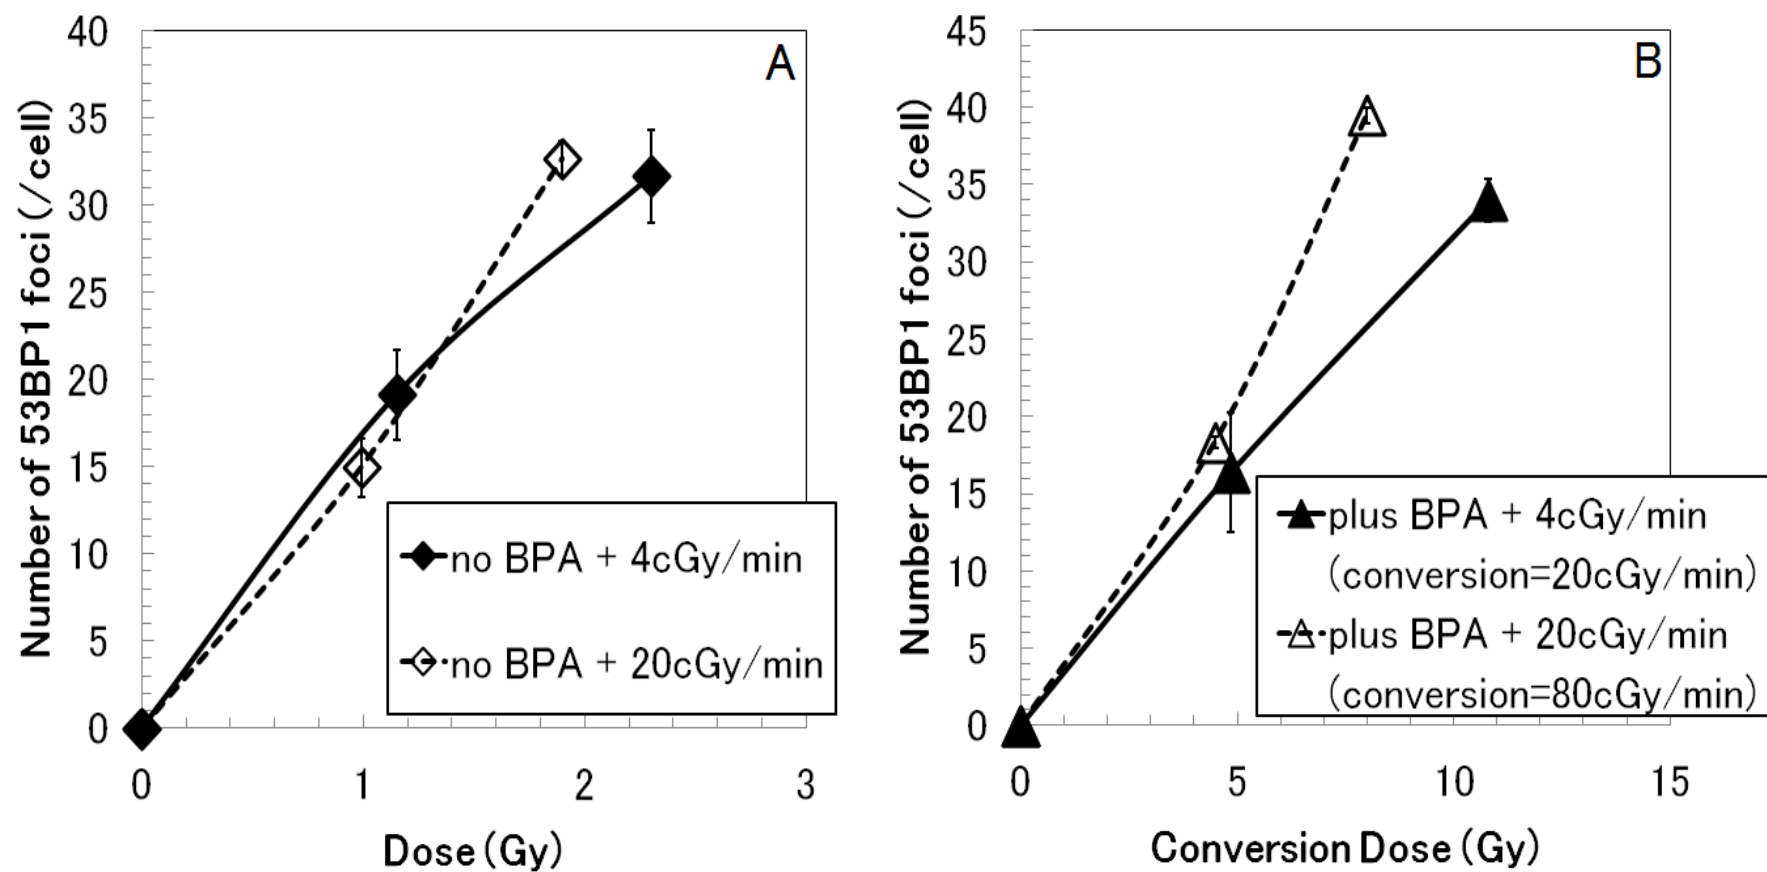 A
Number of 53BP1 foci (/cell)
40
35
30
25
20
15
10
5
0
0 1 2 3
Dose (Gy)
no BPA + 4cGy/min
no BPA + 20cGy/min
B
Number of 53BP1 foci (/cell)
45
40
35
30
25
20
15
10
5
0
0 5 10 15
Conversion Dose (Gy)
plus BPA + 4cGy/min
(conversion=20cGy/min)
plus BPA + 20cGy/min
(conversion=80cGy/min)